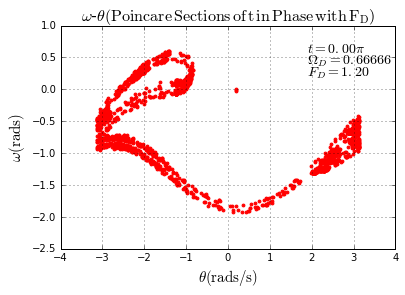 ω-θ(Poincare Sections of t in Phase with F_D)
t = 0.00π
Ω_D = 0.66666
F_D = 1.20
ω(rads)
1.0
0.5
0.0
−0.5
−1.0
−1.5
−2.0
−2.5
−4 −3 −2 −1 0 1 2 3 4
θ(rads/s)